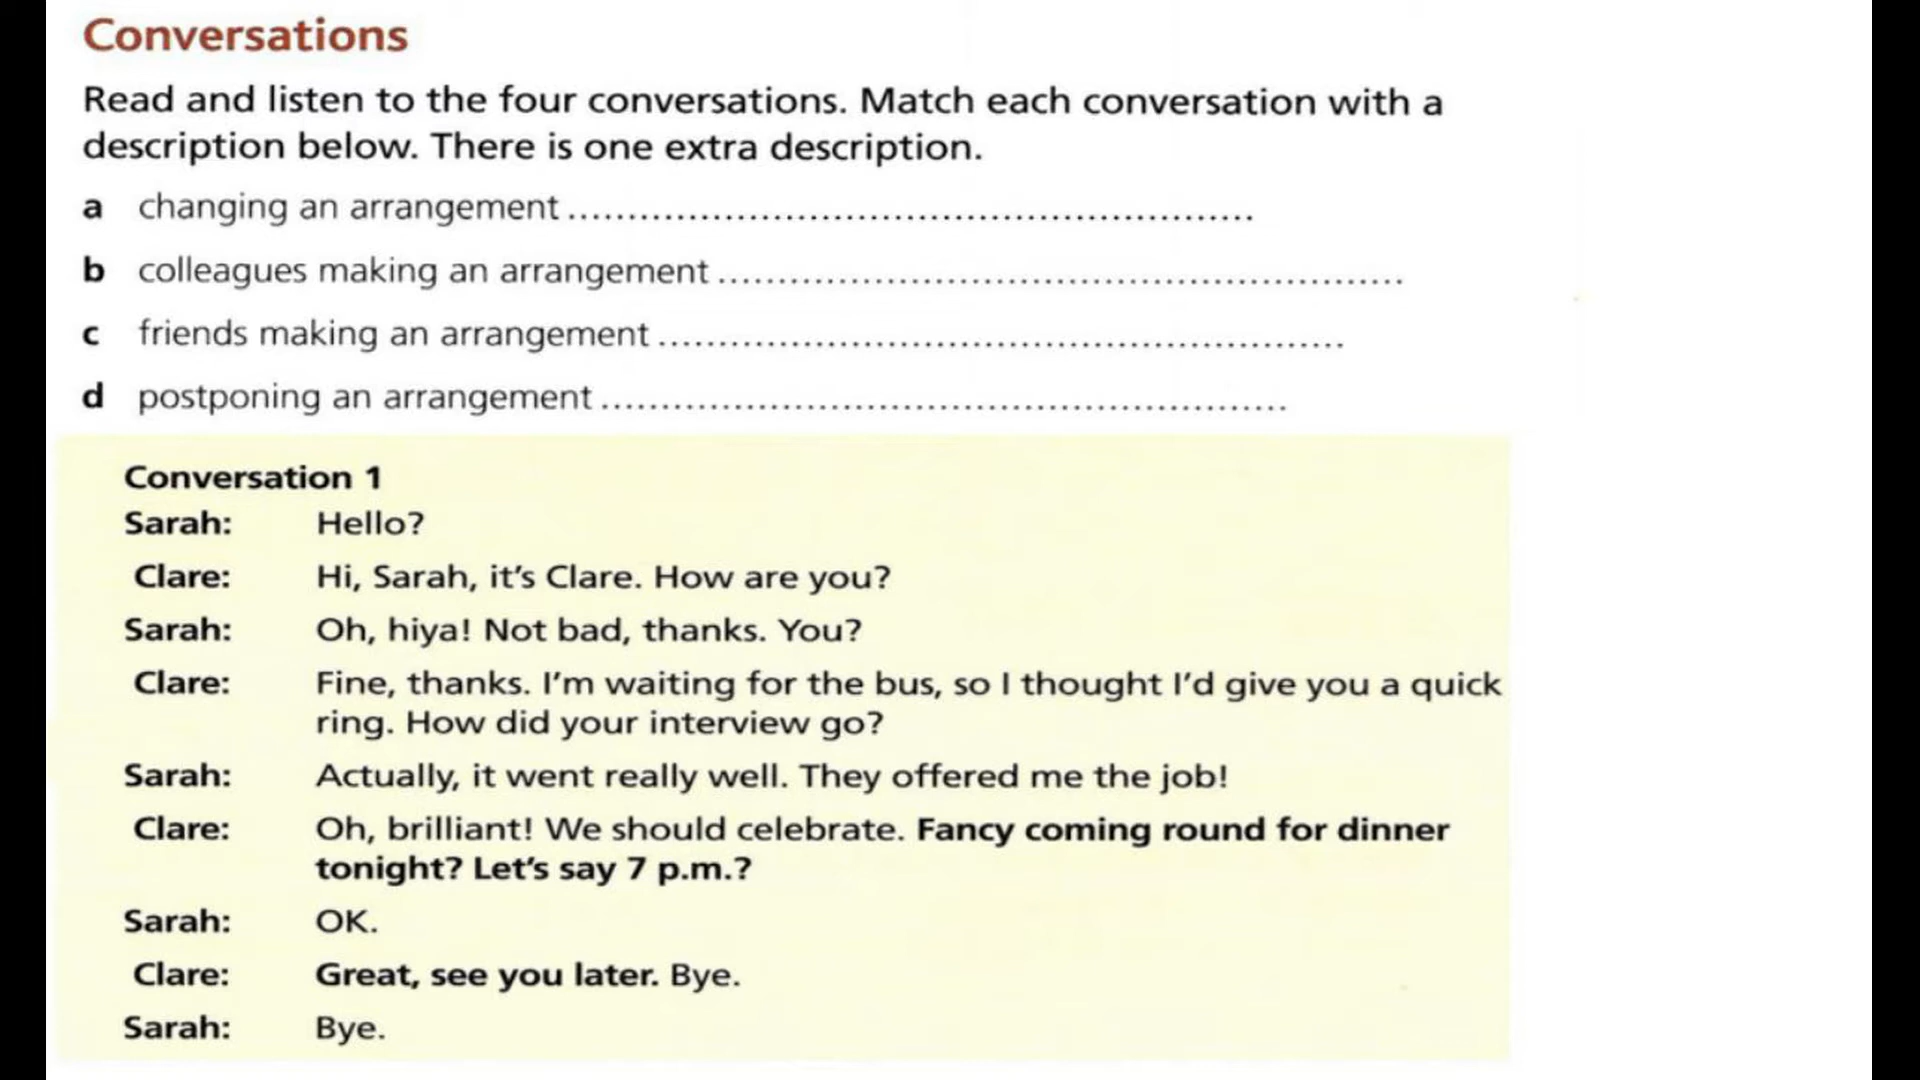 Conversations
Read and listen to the four conversations. Match each conversation with a
description below. There is one extra description.
a changing an arrangement ..........................................................
b colleagues making an arrangement ..........................................................
c friends making an arrangement ..........................................................
d postponing an arrangement ..........................................................
Conversation 1
Sarah: Hello?
Clare: Hi, Sarah, it's Clare. How are you?
Sarah: Oh, hiya! Not bad, thanks. You?
Clare: Fine, thanks. I'm waiting for the bus, so I thought I'd give you a quick
ring. How did your interview go?
Sarah: Actually, it went really well. They offered me the job!
Clare: Oh, brilliant! We should celebrate. Fancy coming round for dinner
tonight? Let's say 7 p.m.?
Sarah: OK.
Clare: Great, see you later. Bye.
Sarah: Bye.